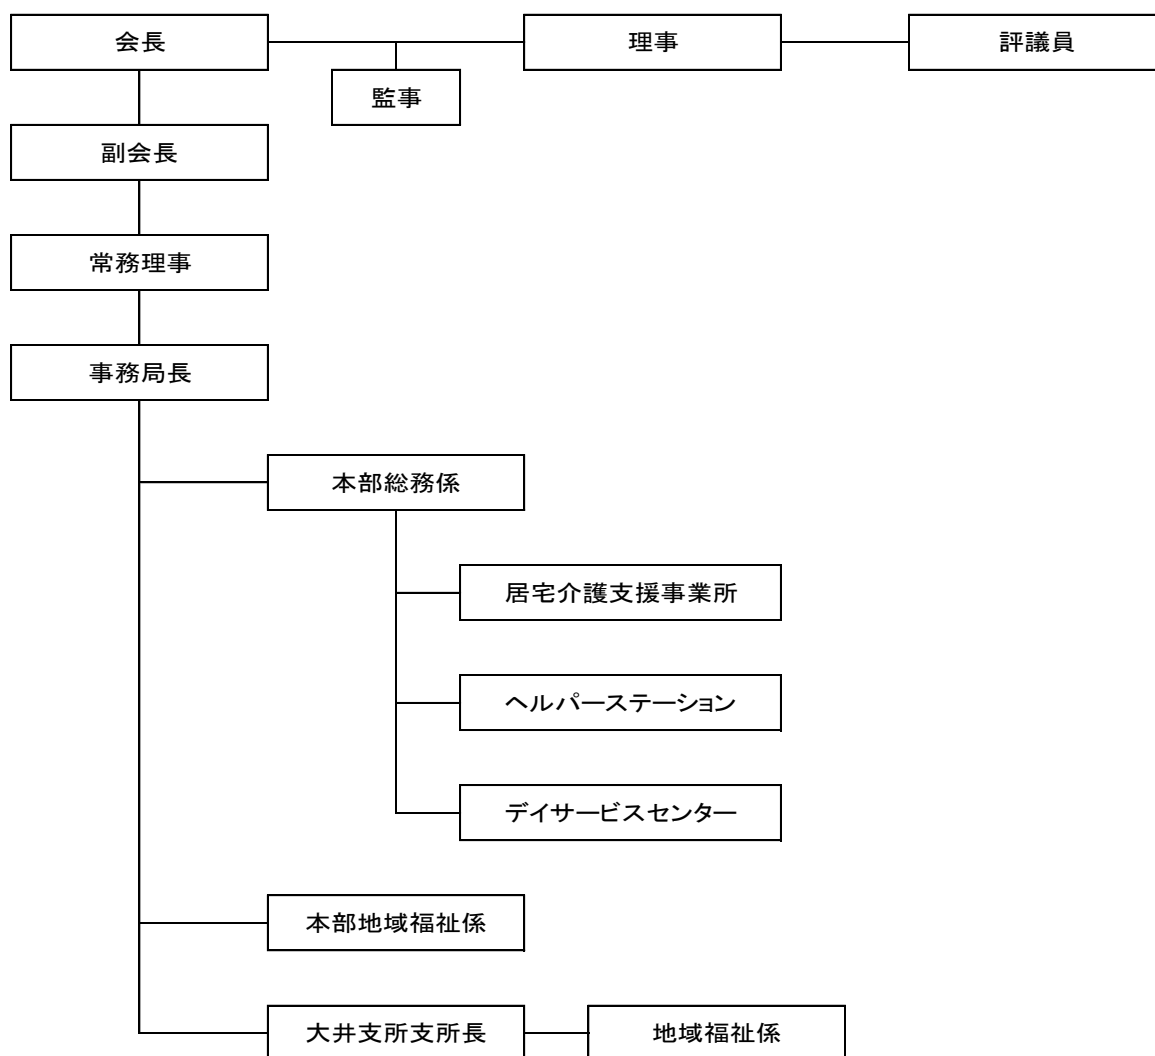 会長
理事
評議員
監事
副会長
常務理事
事務局長
本部総務係
居宅介護支援事業所
ヘルパーステーション
デイサービスセンター
本部地域福祉係
大井支所支所長
地域福祉係